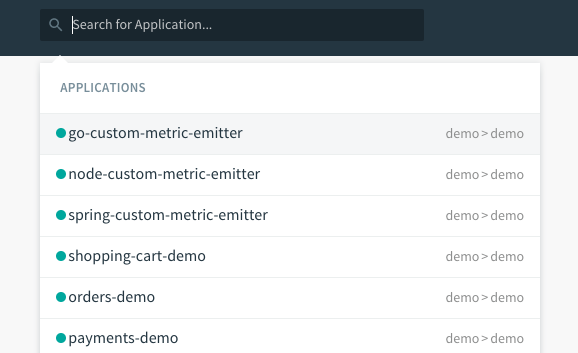 Search for Application...
APPLICATIONS
go-custom-metric-emitter demo > demo
node-custom-metric-emitter demo > demo
spring-custom-metric-emitter demo > demo
shopping-cart-demo demo > demo
orders-demo demo > demo
payments-demo demo > demo